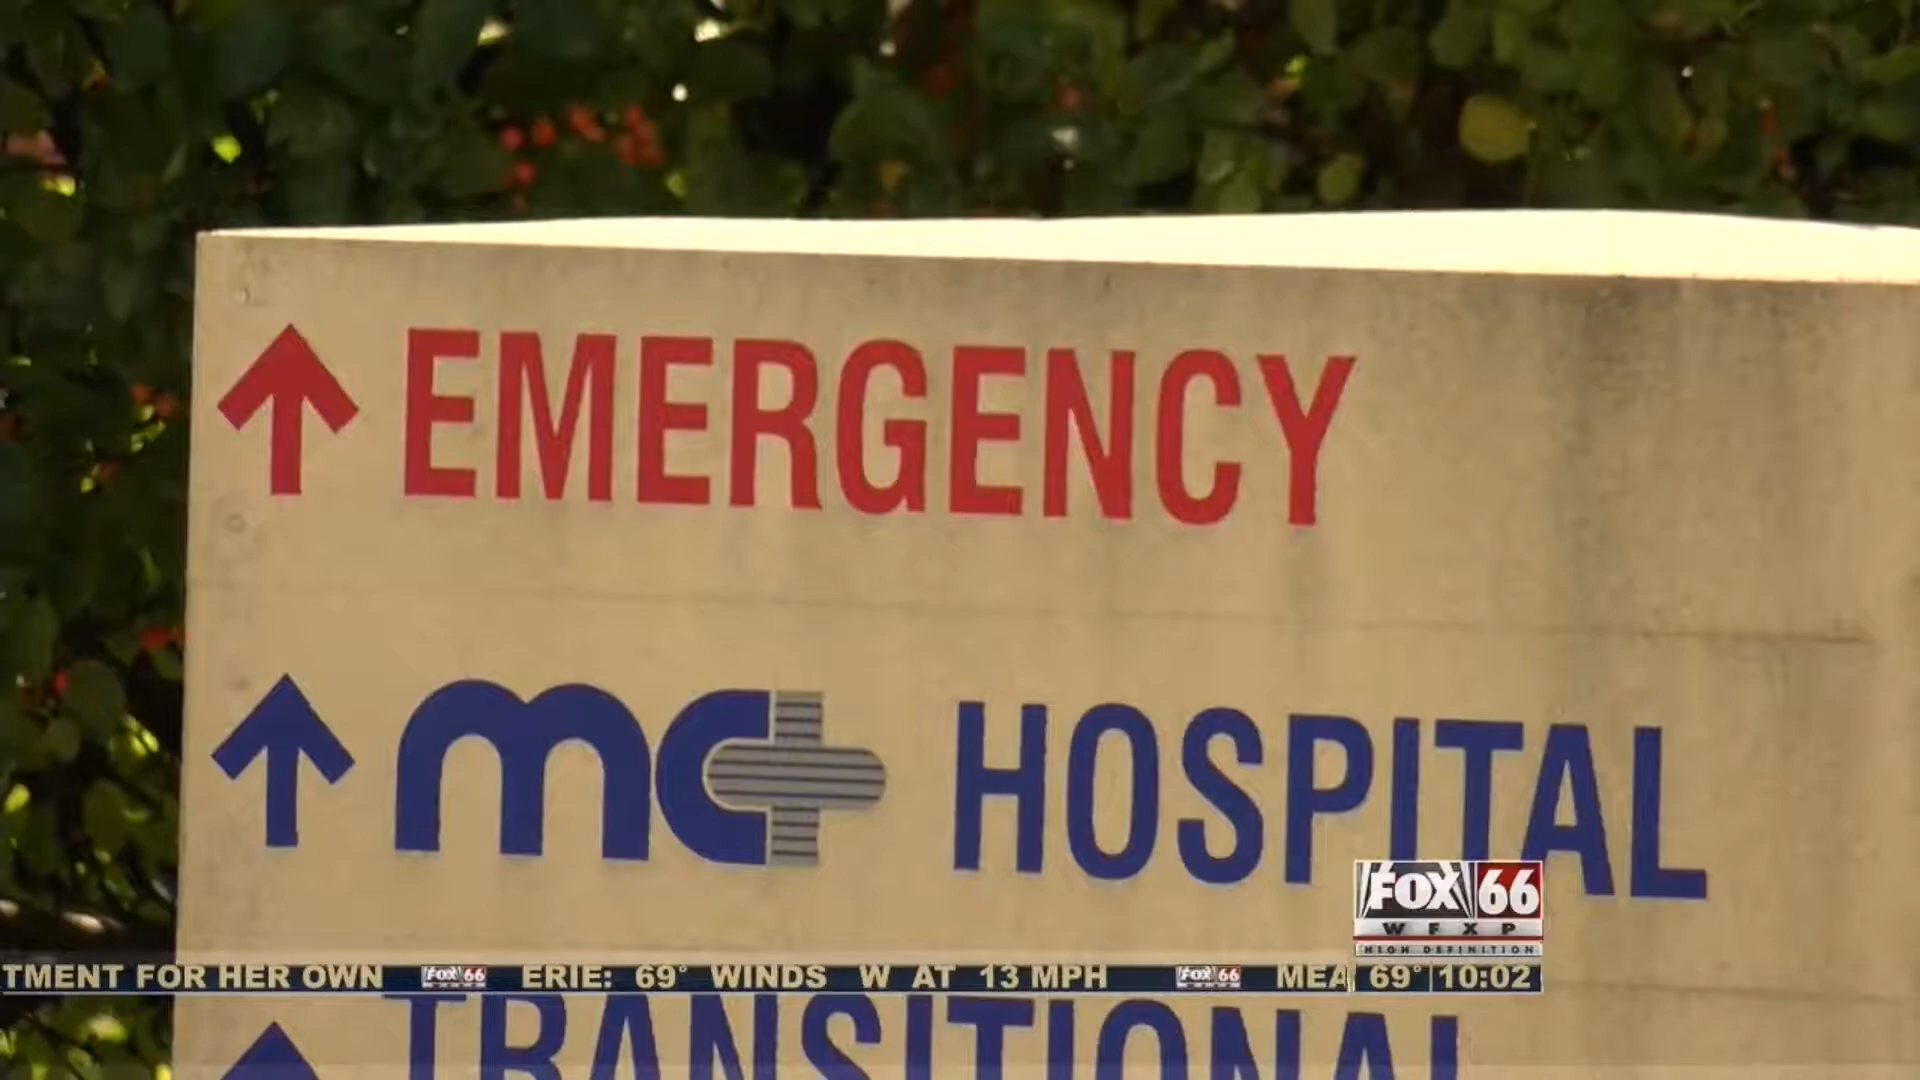 EMERGENCY
mc HOSPITAL
FOX 66
WFXP
HIGH DEFINITION
TMENT FOR HER OWN FOX 66 ERIE: 69° WINDS W AT 13 MPH FOX 66 MEA 69° 10:02
TRANSITIONAL